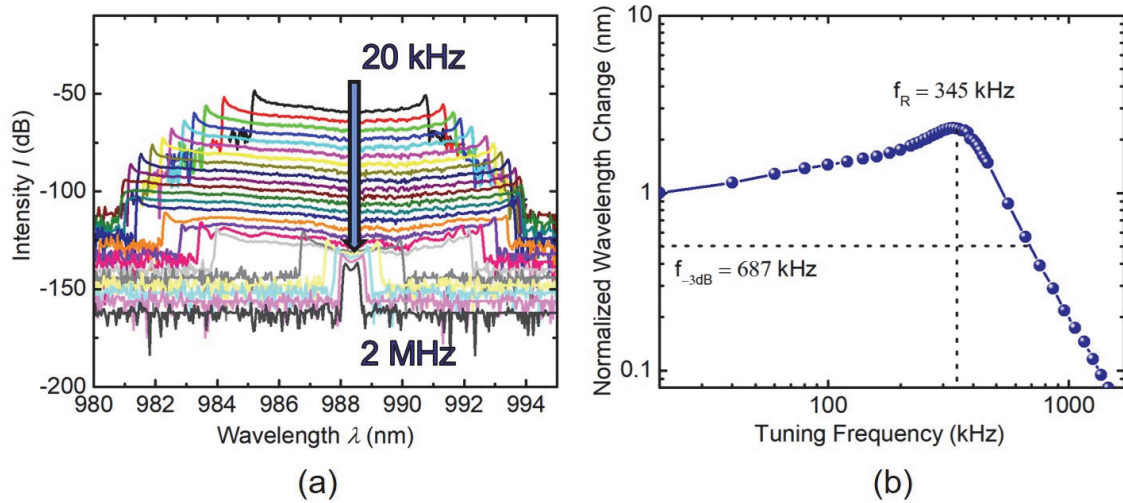 -50
-100
-150
-200
Intensity I (dB)
20 kHz
2 MHz
980 982 984 986 988 990 992 994
Wavelength λ (nm)
(a)
10
1
0.1
Normalized Wavelength Change (nm)
f_R = 345 kHz
f_−3dB = 687 kHz
100 1000
Tuning Frequency (kHz)
(b)